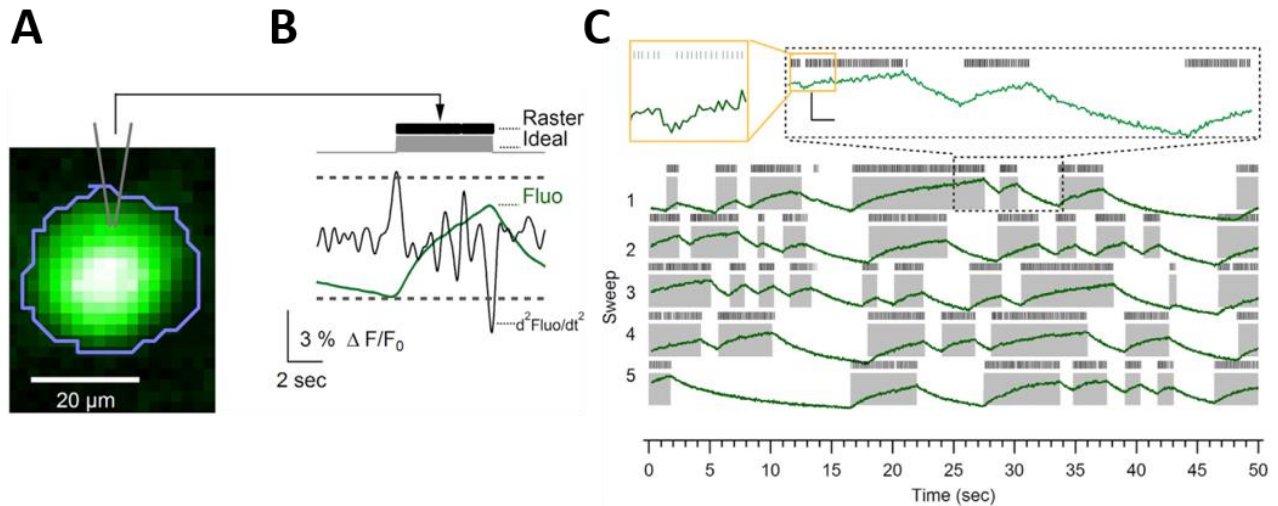 A
B
C
Raster
Ideal
Fluo
d²Fluo/dt²
3 % Δ F/F₀
2 sec
20 µm
Sweep
1
2
3
4
5
0 5 10 15 20 25 30 35 40 45 50
Time (sec)